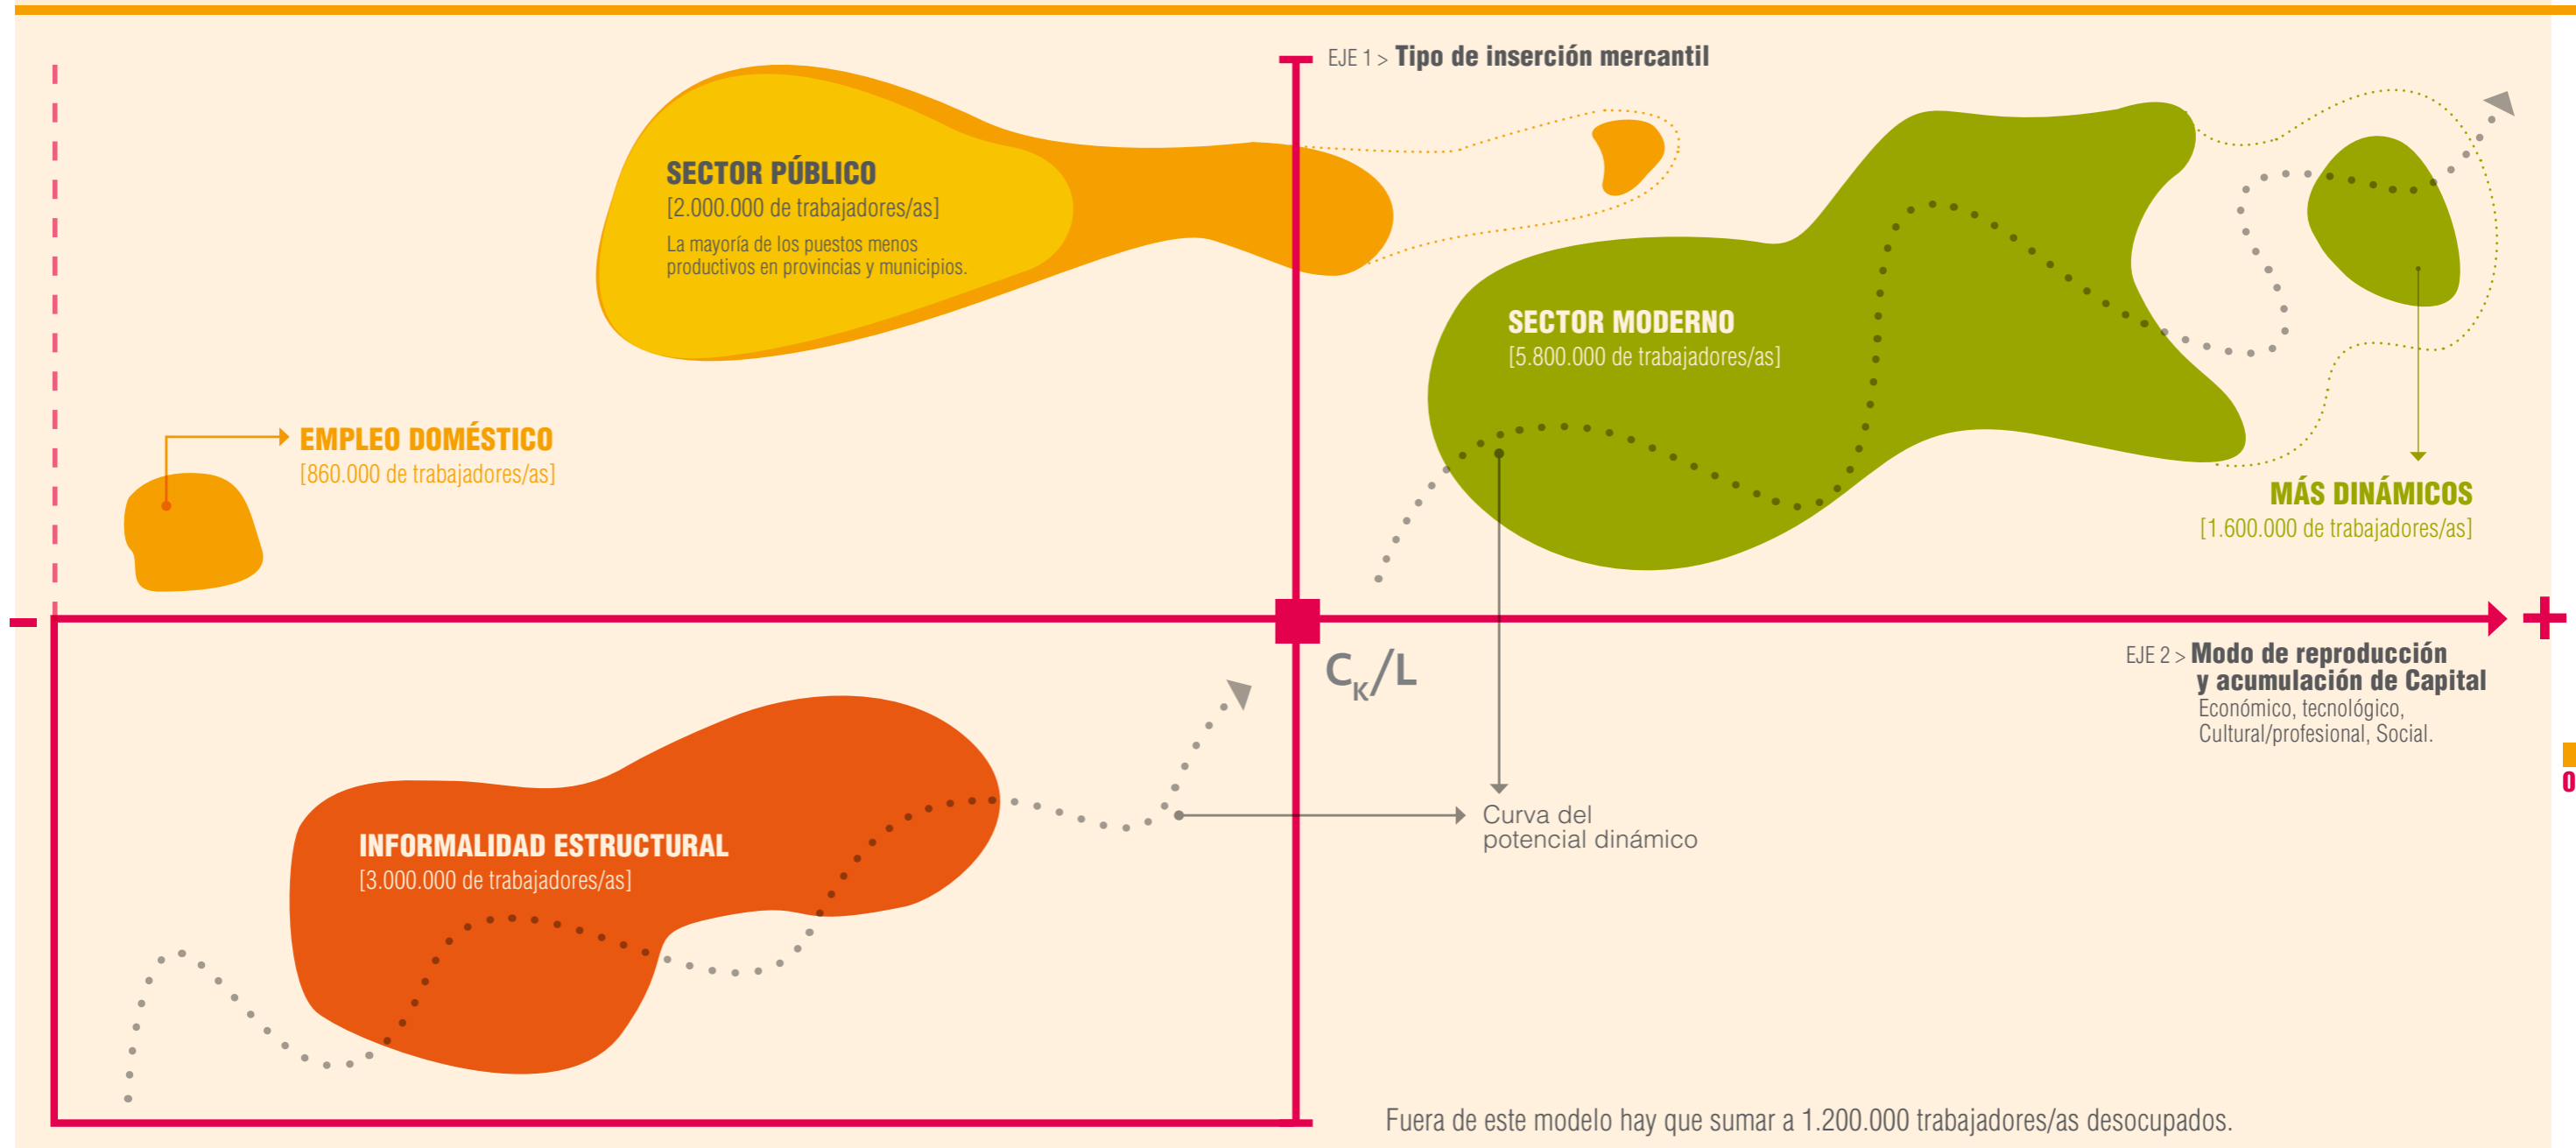 EJE 1 > Tipo de inserción mercantil
SECTOR PÚBLICO
[2.000.000 de trabajadores/as]
La mayoría de los puestos menos
productivos en provincias y municipios.
SECTOR MODERNO
[5.800.000 de trabajadores/as]
EMPLEO DOMÉSTICO
[860.000 de trabajadores/as]
MÁS DINÁMICOS
[1.600.000 de trabajadores/as]
- +
CK/L
EJE 2 > Modo de reproducción
y acumulación de Capital
Económico, tecnológico,
Cultural/profesional, Social.
Curva del
potencial dinámico
INFORMALIDAD ESTRUCTURAL
[3.000.000 de trabajadores/as]
Fuera de este modelo hay que sumar a 1.200.000 trabajadores/as desocupados.